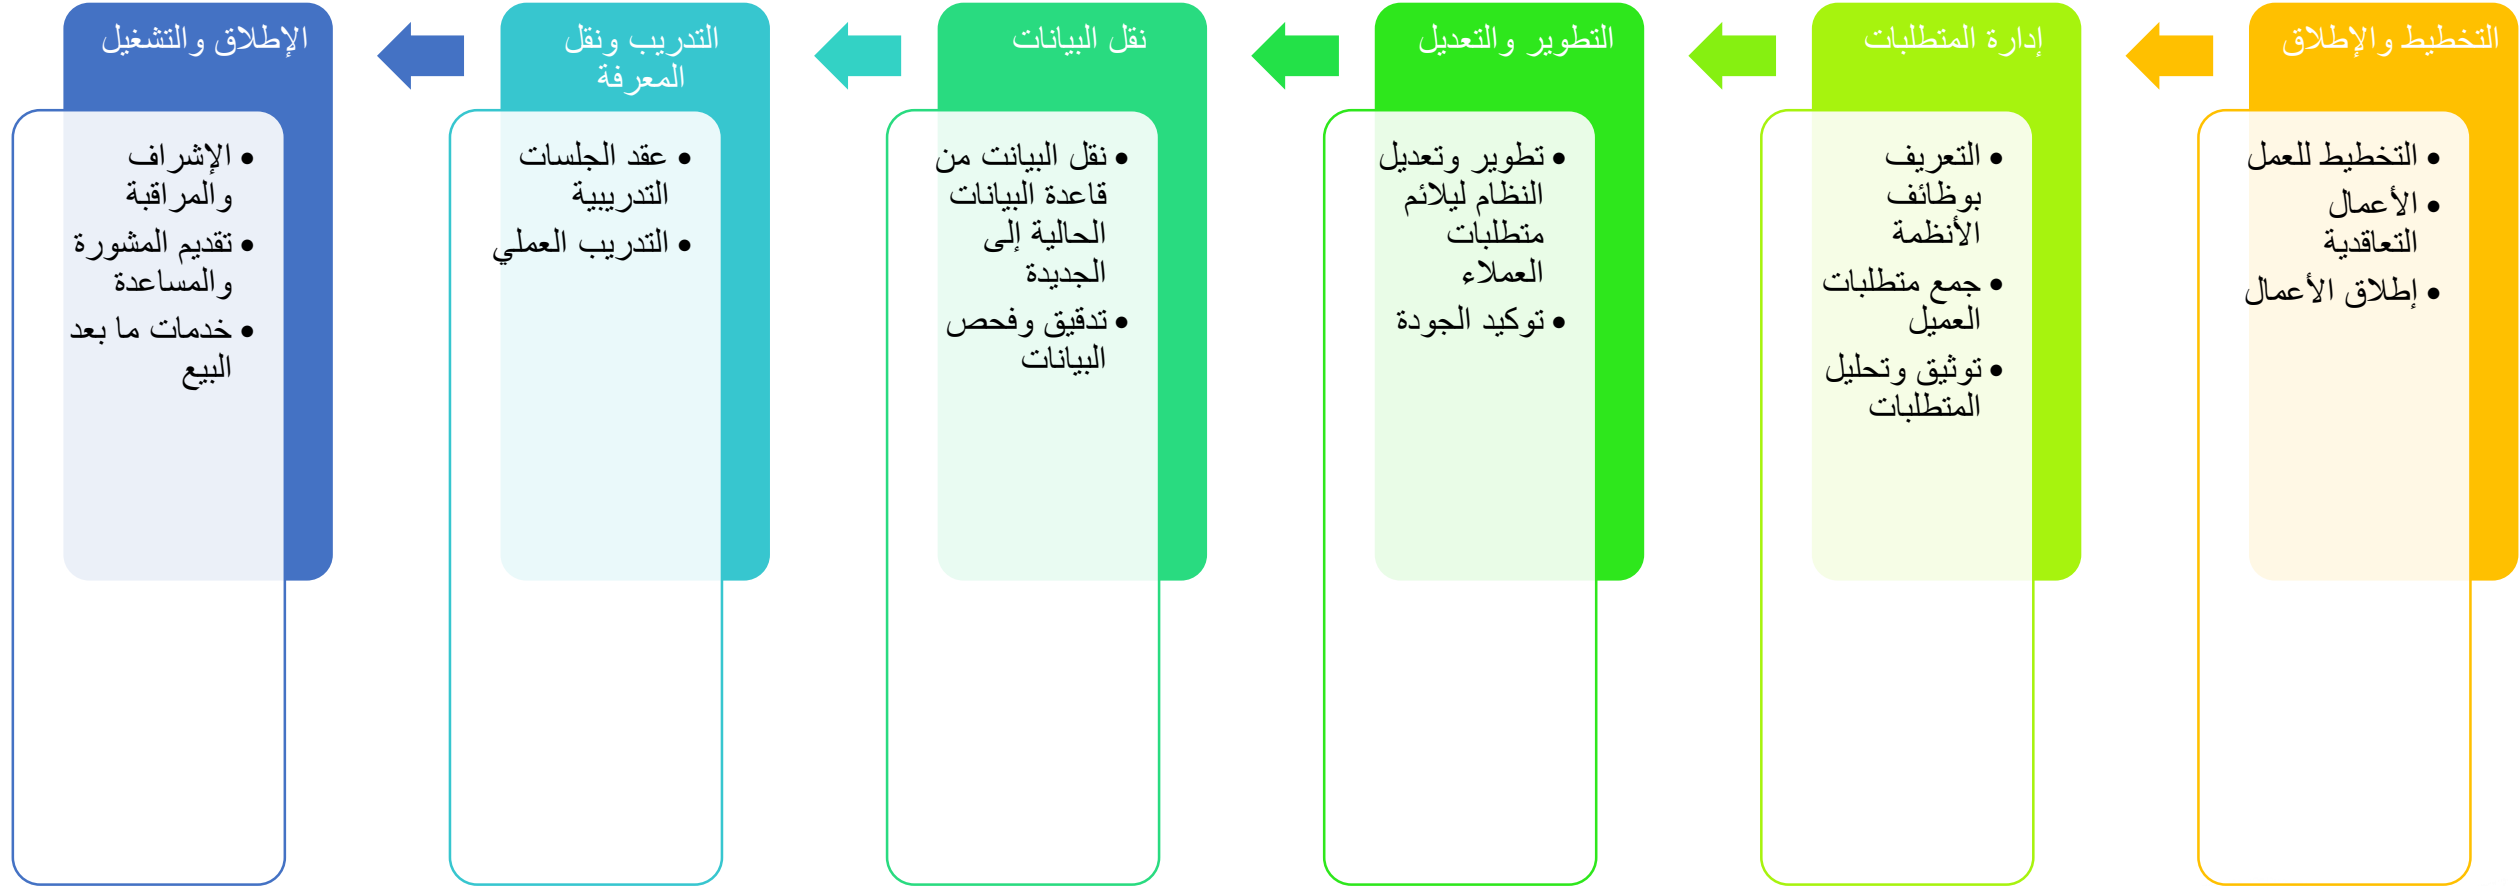 التخطيط والإطلاق
• التخطيط للعمل
• الأعمال
التعاقدية
• إطلاق الأعمال
إدارة المتطلبات
• التعريف
بوظائف
الأنظمة
• جمع متطلبات
العميل
• توثيق وتحليل
المتطلبات
التطوير والتعديل
• تطوير وتعديل
النظام ليلائم
متطلبات
العملاء
• توكيد الجودة
نقل البيانات
• نقل البيانت من
قاعدة البيانات
الحالية إلى
الجديدة
• تدقيق وفحص
البيانات
التدريب ونقل
المعرفة
• عقد الجلسات
التدريبية
• التدريب العملي
الإطلاق والتشغيل
• الإشراف
والمراقبة
• تقديم المشورة
والمساعدة
• خدمات ما بعد
البيع